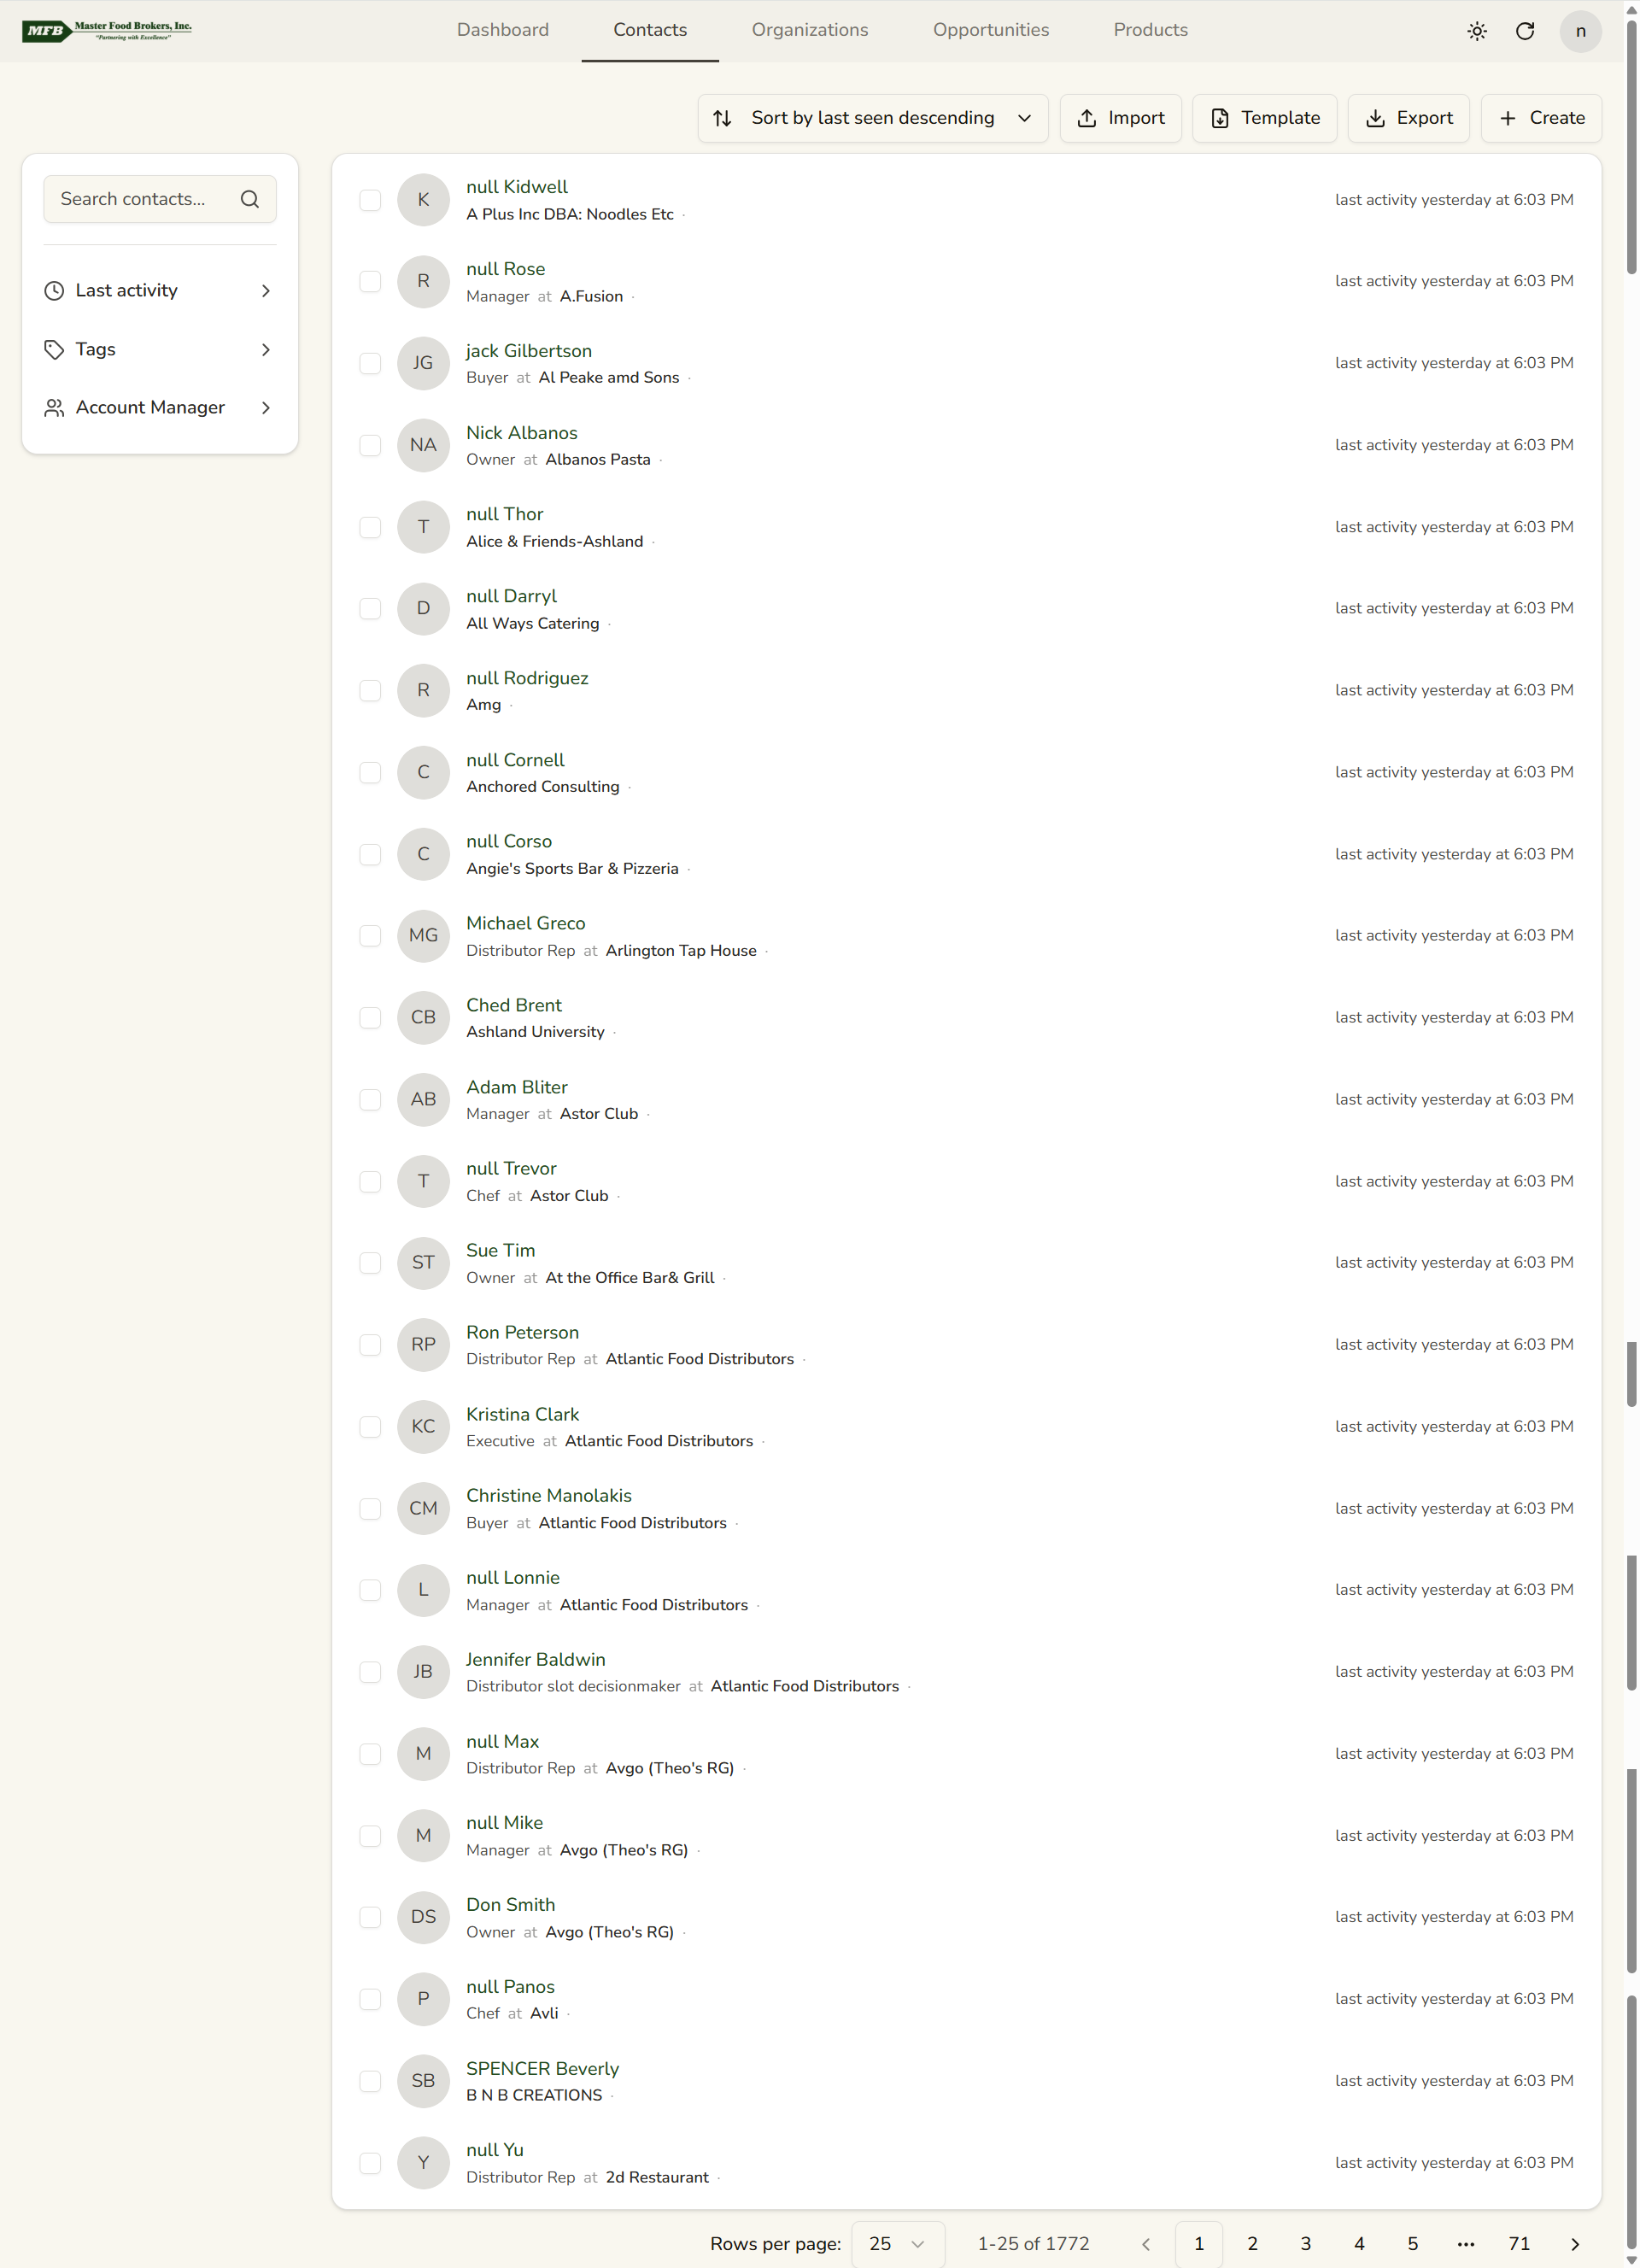 MFB Master Food Brokers, Inc.
"Partnering with Excellence"
Dashboard
Contacts
Organizations
Opportunities
Products
n
Sort by last seen descending
Import
Template
Export
Create
Search contacts...
Last activity
Tags
Account Manager
K
null Kidwell
last activity yesterday at 6:03 PM
A Plus Inc DBA: Noodles Etc ·
R
null Rose
last activity yesterday at 6:03 PM
Manager at A.Fusion ·
JG
jack Gilbertson
last activity yesterday at 6:03 PM
Buyer at Al Peake amd Sons ·
NA
Nick Albanos
last activity yesterday at 6:03 PM
Owner at Albanos Pasta ·
T
null Thor
last activity yesterday at 6:03 PM
Alice & Friends-Ashland ·
D
null Darryl
last activity yesterday at 6:03 PM
All Ways Catering ·
R
null Rodriguez
last activity yesterday at 6:03 PM
Amg ·
C
null Cornell
last activity yesterday at 6:03 PM
Anchored Consulting ·
C
null Corso
last activity yesterday at 6:03 PM
Angie's Sports Bar & Pizzeria ·
MG
Michael Greco
last activity yesterday at 6:03 PM
Distributor Rep at Arlington Tap House ·
CB
Ched Brent
last activity yesterday at 6:03 PM
Ashland University ·
AB
Adam Bliter
last activity yesterday at 6:03 PM
Manager at Astor Club ·
T
null Trevor
last activity yesterday at 6:03 PM
Chef at Astor Club ·
ST
Sue Tim
last activity yesterday at 6:03 PM
Owner at At the Office Bar& Grill ·
RP
Ron Peterson
last activity yesterday at 6:03 PM
Distributor Rep at Atlantic Food Distributors ·
KC
Kristina Clark
last activity yesterday at 6:03 PM
Executive at Atlantic Food Distributors ·
CM
Christine Manolakis
last activity yesterday at 6:03 PM
Buyer at Atlantic Food Distributors ·
L
null Lonnie
last activity yesterday at 6:03 PM
Manager at Atlantic Food Distributors ·
JB
Jennifer Baldwin
last activity yesterday at 6:03 PM
Distributor slot decisionmaker at Atlantic Food Distributors ·
M
null Max
last activity yesterday at 6:03 PM
Distributor Rep at Avgo (Theo's RG) ·
M
null Mike
last activity yesterday at 6:03 PM
Manager at Avgo (Theo's RG) ·
DS
Don Smith
last activity yesterday at 6:03 PM
Owner at Avgo (Theo's RG) ·
P
null Panos
last activity yesterday at 6:03 PM
Chef at Avli ·
SB
SPENCER Beverly
last activity yesterday at 6:03 PM
B N B CREATIONS ·
Y
null Yu
last activity yesterday at 6:03 PM
Distributor Rep at 2d Restaurant ·
Rows per page: 25 1-25 of 1772 1 2 3 4 5 ... 71